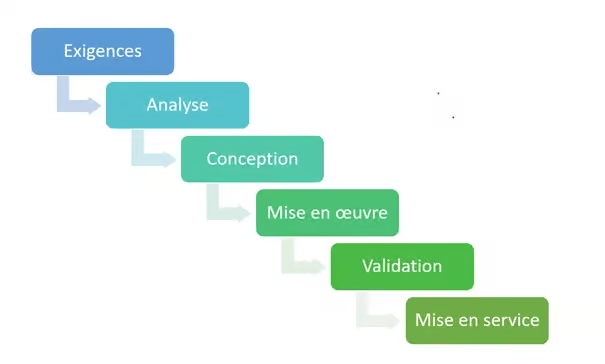 Exigences
Analyse
Conception
Mise en œuvre
Validation
Mise en service